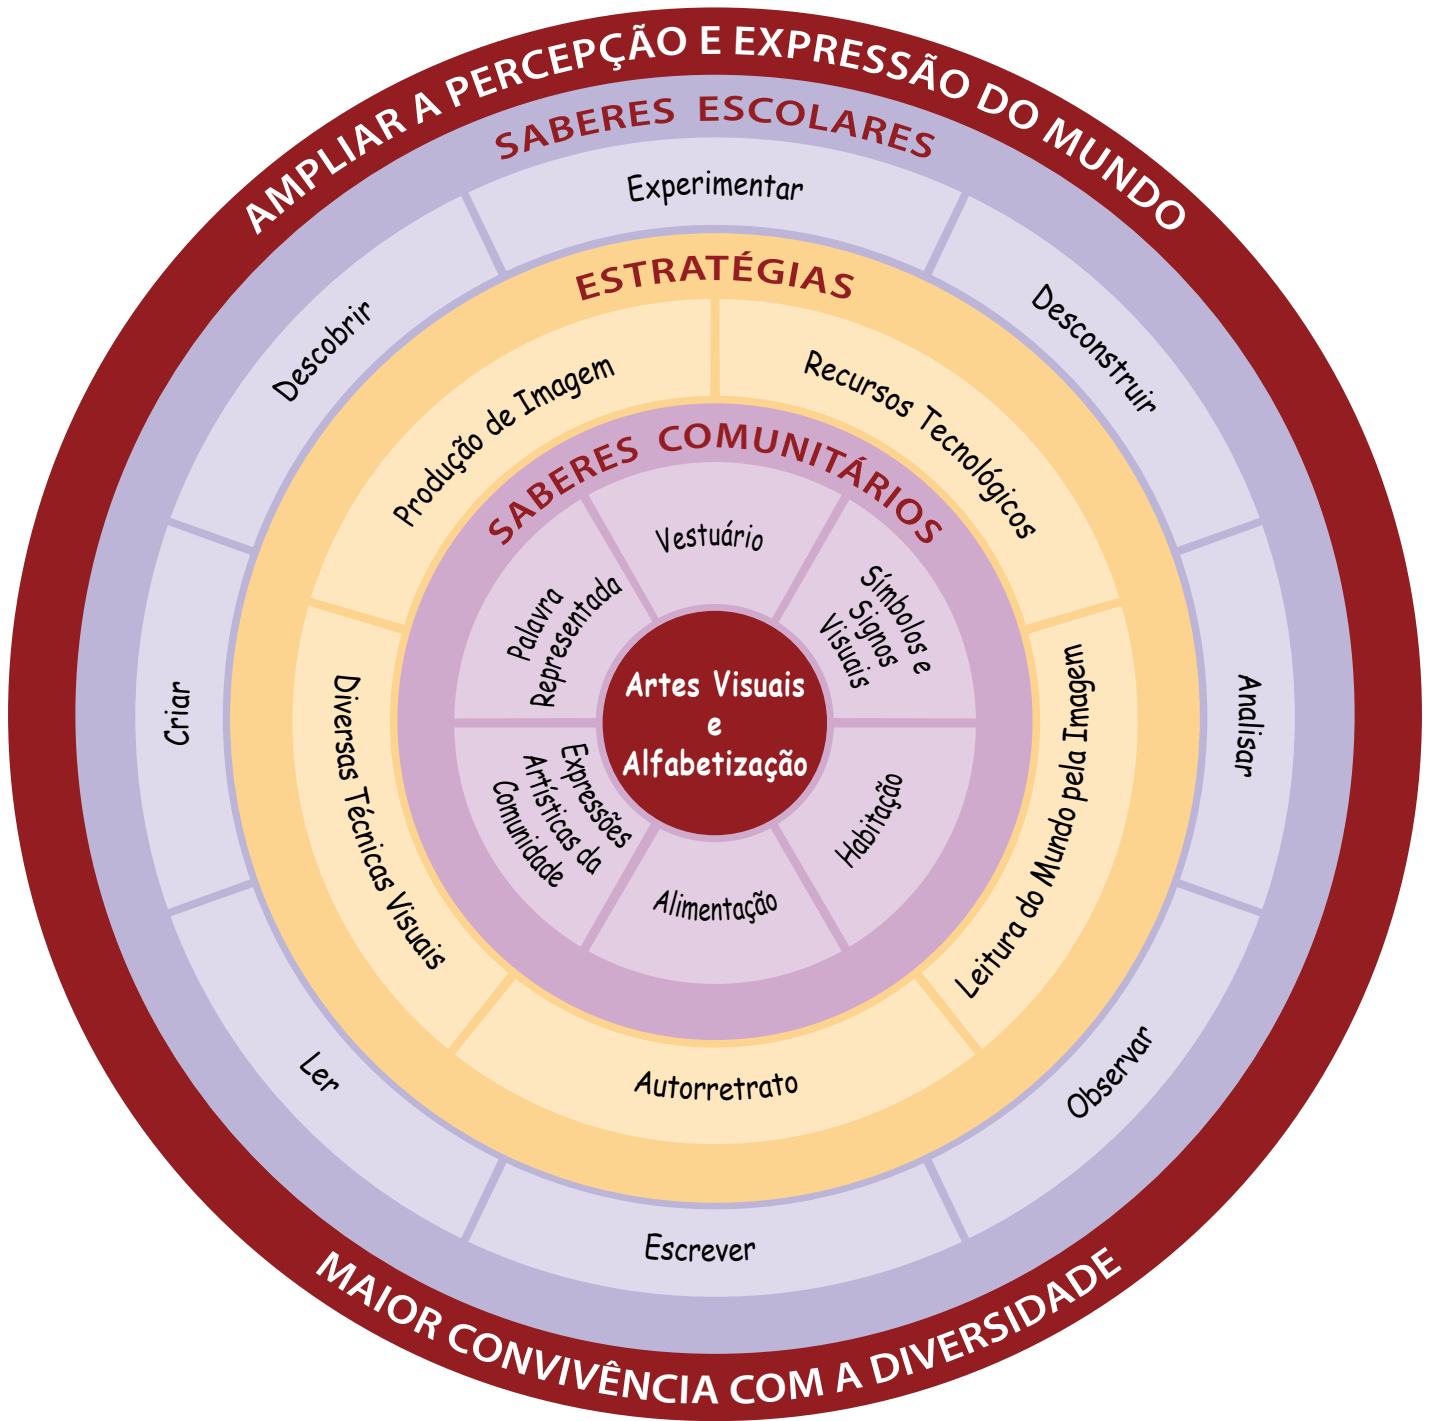 AMPLIAR A PERCEPÇÃO E EXPRESSÃO DO MUNDO
SABERES ESCOLARES
Experimentar
Desconstruir
Analisar
Observar
Escrever
Ler
Criar
Descobrir
ESTRATÉGIAS
Recursos Tecnológicos
Leitura do Mundo pela Imagem
Autorretrato
Diversas Técnicas Visuais
Produção de Imagem
SABERES COMUNITÁRIOS
Vestuário
Símbolos e
Signos
Visuais
Habitação
Alimentação
Expressões
Artísticas da
Comunidade
Palavra
Representada
Artes Visuais
e
Alfabetização
MAIOR CONVIVÊNCIA COM A DIVERSIDADE